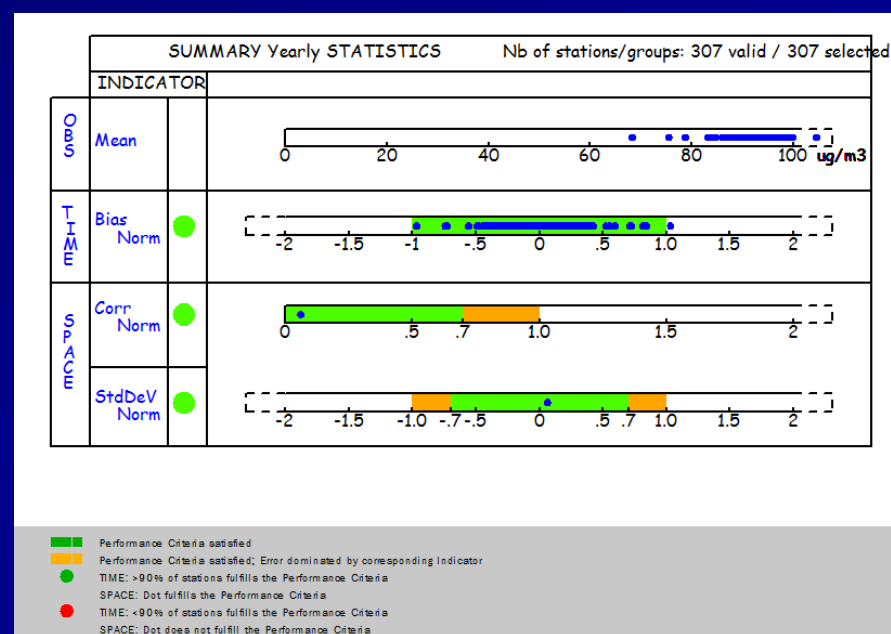 SUMMARY Yearly STATISTICS Nb of stations/groups: 307 valid / 307 selected
INDICATOR
OBS
Mean
0 20 40 60 80 100 ug/m3
TIME
Bias
Norm
-2 -1.5 -1 -.5 0 .5 1.0 1.5 2
SPACE
Corr
Norm
0 .5 .7 1.0 1.5 2
StdDeV
Norm
-2 -1.5 -1.0 -.7 -.5 0 .5 .7 1.0 1.5 2
Performance Criteria satisfied
Performance Criteria satisfied; Error dominated by corresponding Indicator
TIME: >90% of stations fulfills the Performance Criteria
SPACE: Dot fulfills the Performance Criteria
TIME: <90% of stations fulfills the Performance Criteria
SPACE: Dot does not fulfill the Performance Criteria